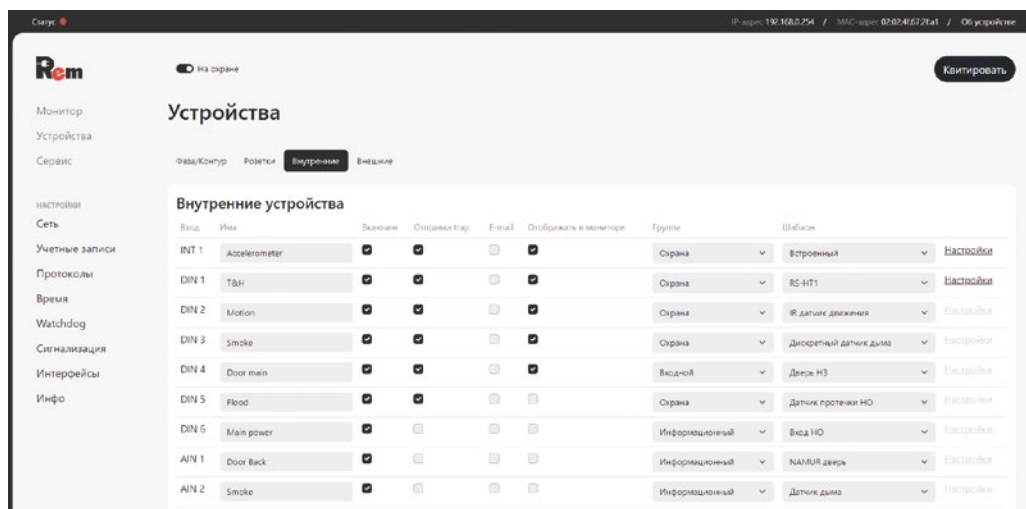 Статус
IP-адрес: 192.168.0.254 / MAC-адрес: 02:02:4f:67:2f:a1 / Об устройстве
Rem
На охране
Квитировать
Монитор
Устройства
Сервис
НАСТРОЙКИ
Сеть
Учетные записи
Протоколы
Время
Watchdog
Сигнализация
Интерфейсы
Инфо
Устройства
Фаза/Контур Розетки Внутренние Внешние
Внутренние устройства
Вход Имя Включен Отправка trap E-mail Отображать в мониторе Группа Шаблон
INT 1 Accelerometer Охрана Встроенный Настройки
DIN 1 T&H Охрана RS-HT1 Настройки
DIN 2 Motion Охрана IR датчик движения Настройки
DIN 3 Smoke Охрана Дискретный датчик дыма Настройки
DIN 4 Door main Входной Дверь НЗ Настройки
DIN 5 Flood Охрана Датчик протечки НО Настройки
DIN 6 Main power Информационный Вход НО Настройки
AIN 1 Door Back Информационный NAMUR дверь Настройки
AIN 2 Smoke Информационный Датчик дыма Настройки